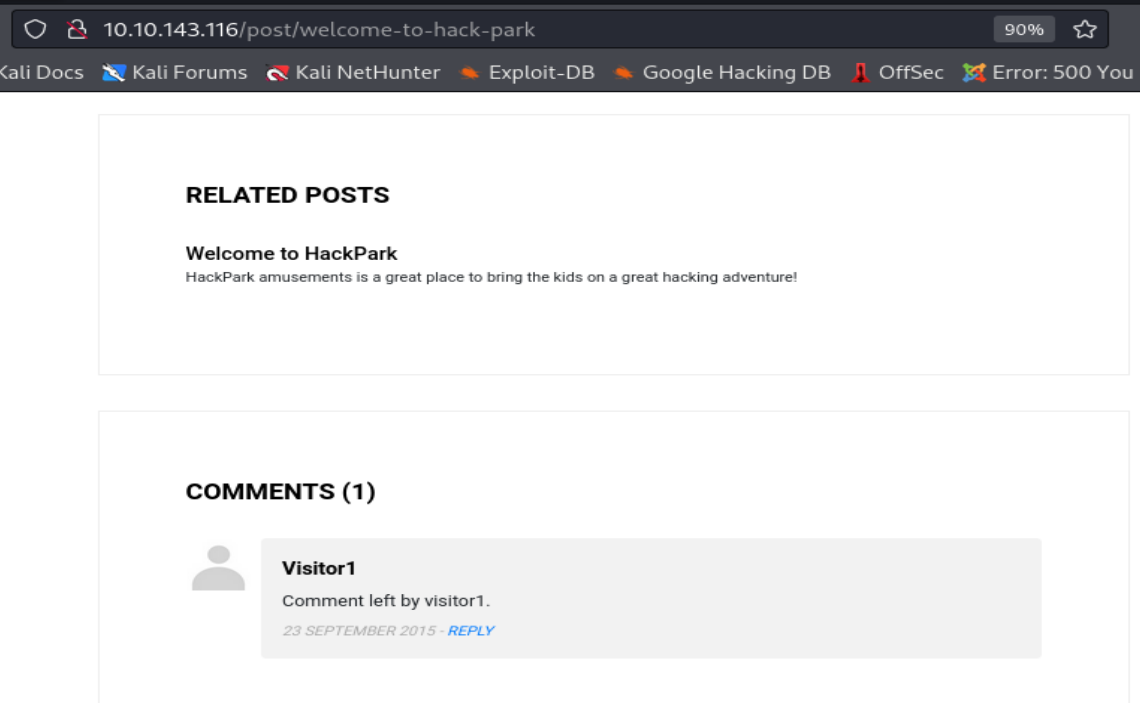 10.10.143.116/post/welcome-to-hack-park 90%
Kali Docs Kali Forums Kali NetHunter Exploit-DB Google Hacking DB OffSec Error: 500 You
RELATED POSTS
Welcome to HackPark
HackPark amusements is a great place to bring the kids on a great hacking adventure!
COMMENTS (1)
Visitor1
Comment left by visitor1.
23 SEPTEMBER 2015 - REPLY